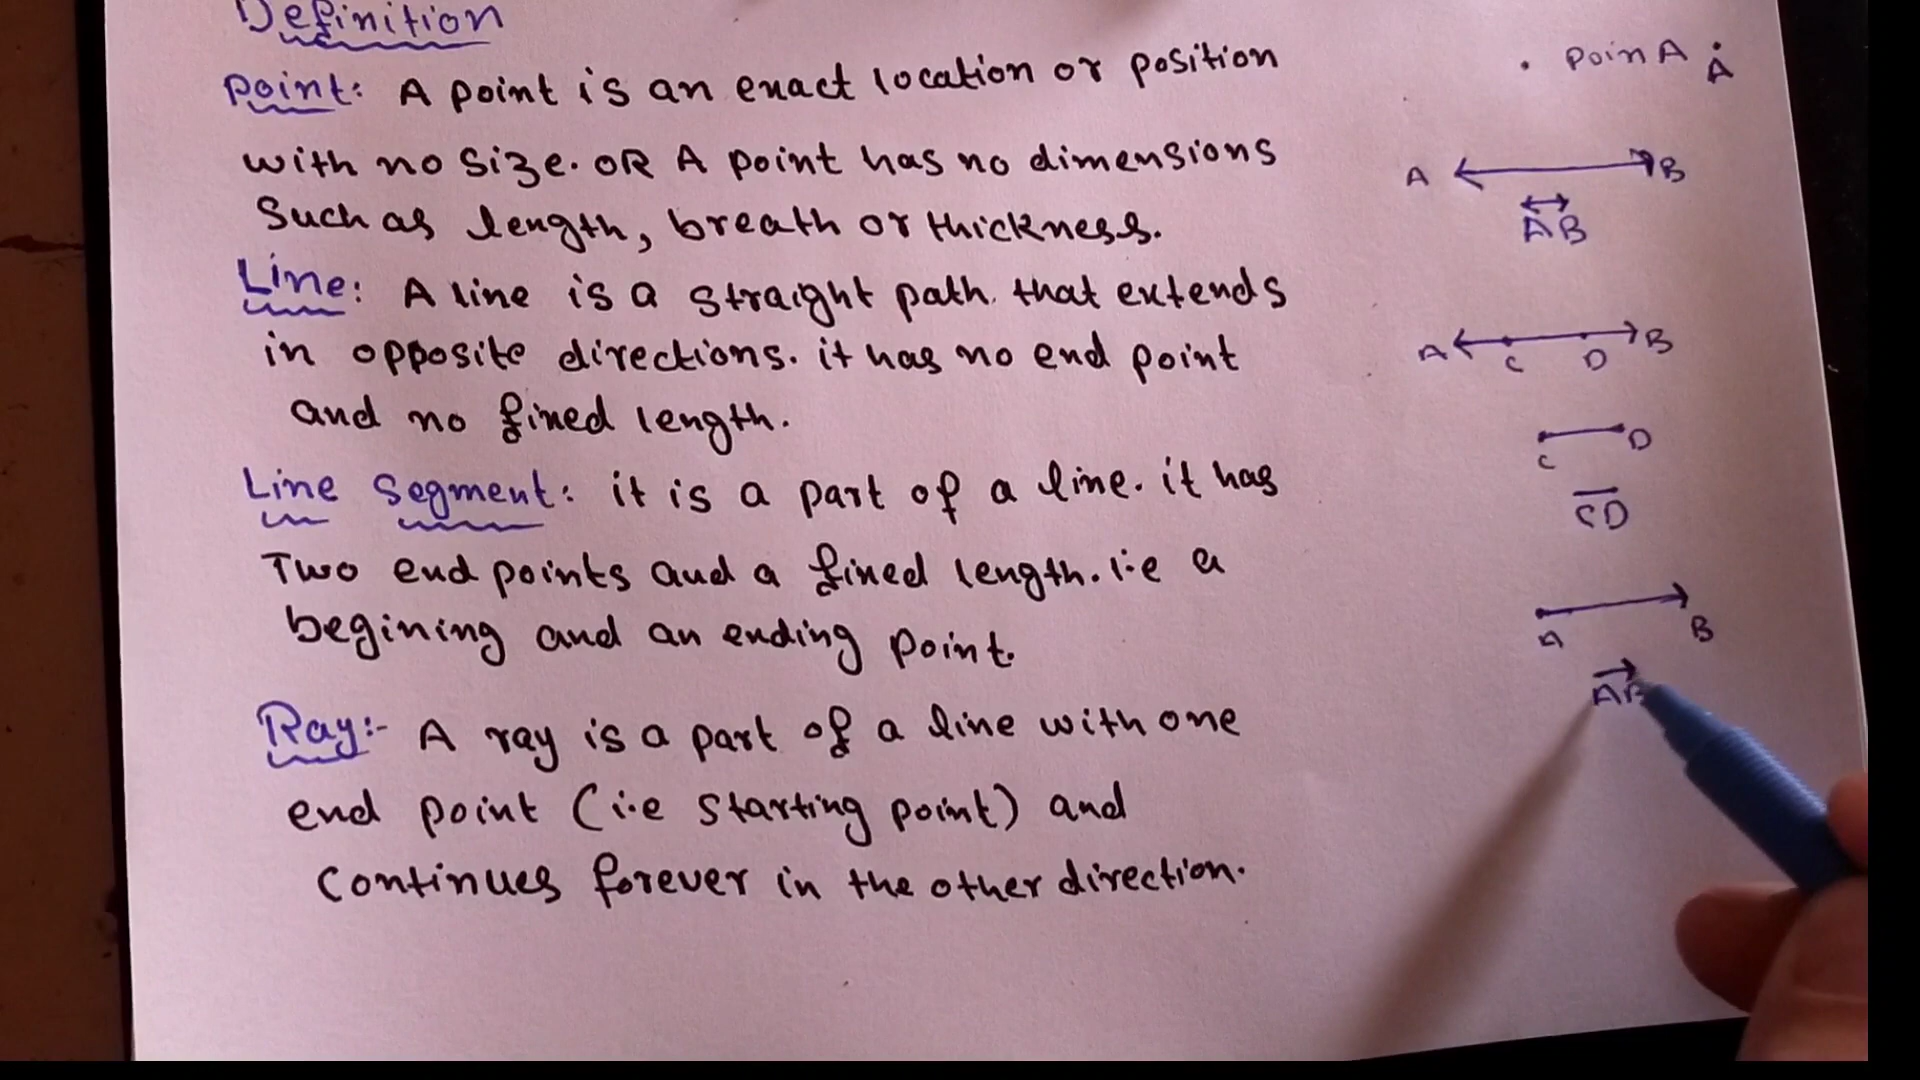 Definition
Point: A point is an exact location or position
with no size. OR A point has no dimensions
Such as length, breath or thickness.
Line: A line is a straight path. that extends
in opposite directions. it has no end point
and no fixed length.
Line Segment: it is a part of a line. it has
Two end points and a fixed length. i.e a
begining and an ending point.
Ray:- A ray is a part of a line with one
end point (i.e starting point) and
continues forever in the other direction.
. Poin A
A
A B
AB
A B
C D
C D
CD
A B
AB